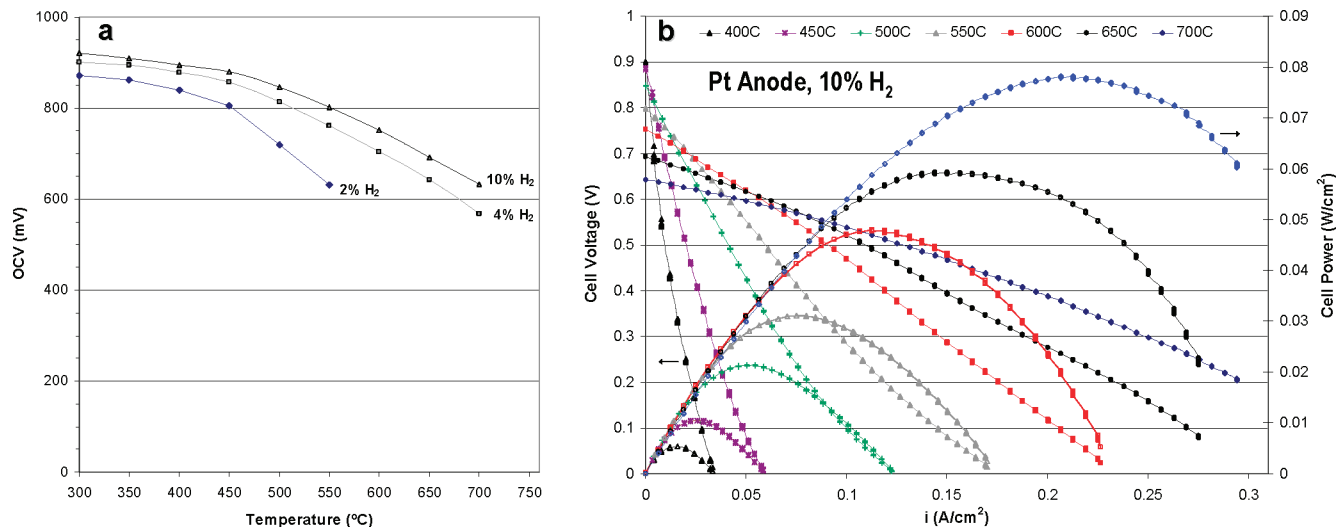 a
OCV (mV)
1000
800
600
400
200
0
10% H2
2% H2
4% H2
300 350 400 450 500 550 600 650 700 750
Temperature (ºC)
b
400C 450C 500C 550C 600C 650C 700C
Pt Anode, 10% H2
Cell Voltage (V)
1
0.9
0.8
0.7
0.6
0.5
0.4
0.3
0.2
0.1
0
0 0.05 0.1 0.15 0.2 0.25 0.3
i (A/cm2)
0.09
0.08
0.07
0.06
0.05
0.04
0.03
0.02
0.01
0
Cell Power (W/cm2)